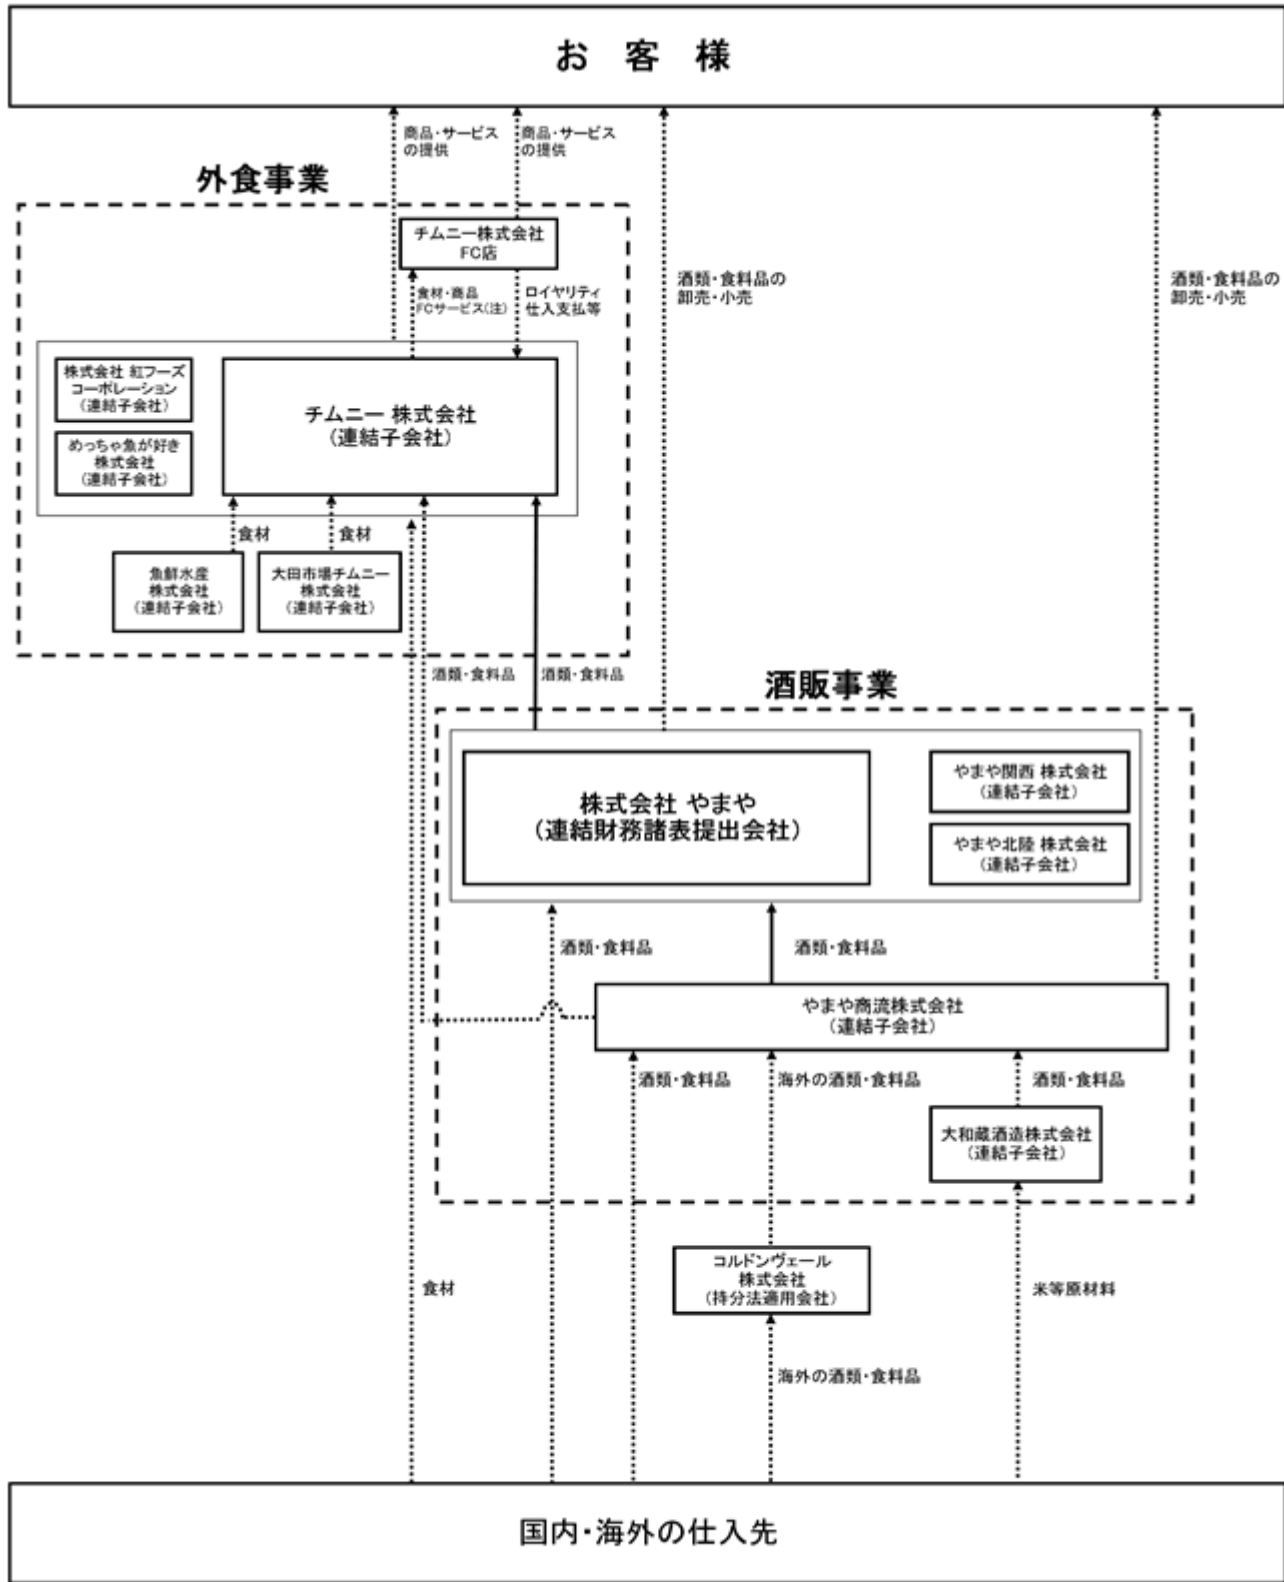 お 客 様
商品・サービス
の提供
商品・サービス
の提供
外食事業
チムニー株式会社
FC店
食材・商品
FCサービス(注)
ロイヤリティ
仕入支払等
酒類・食料品の
卸売・小売
酒類・食料品の
卸売・小売
株式会社 紅フーズ
コーポレーション
(連結子会社)
めっちゃ魚が好き
株式会社
(連結子会社)
チムニー 株式会社
(連結子会社)
食材
食材
魚鮮水産
株式会社
(連結子会社)
大田市場チムニー
株式会社
(連結子会社)
酒類・食料品
酒類・食料品
酒販事業
株式会社 やまや
(連結財務諸表提出会社)
やまや関西 株式会社
(連結子会社)
やまや北陸 株式会社
(連結子会社)
酒類・食料品
酒類・食料品
やまや商流株式会社
(連結子会社)
酒類・食料品
海外の酒類・食料品
酒類・食料品
大和蔵酒造株式会社
(連結子会社)
コルドンヴェール
株式会社
(持分法適用会社)
食材
米等原材料
海外の酒類・食料品
国内・海外の仕入先